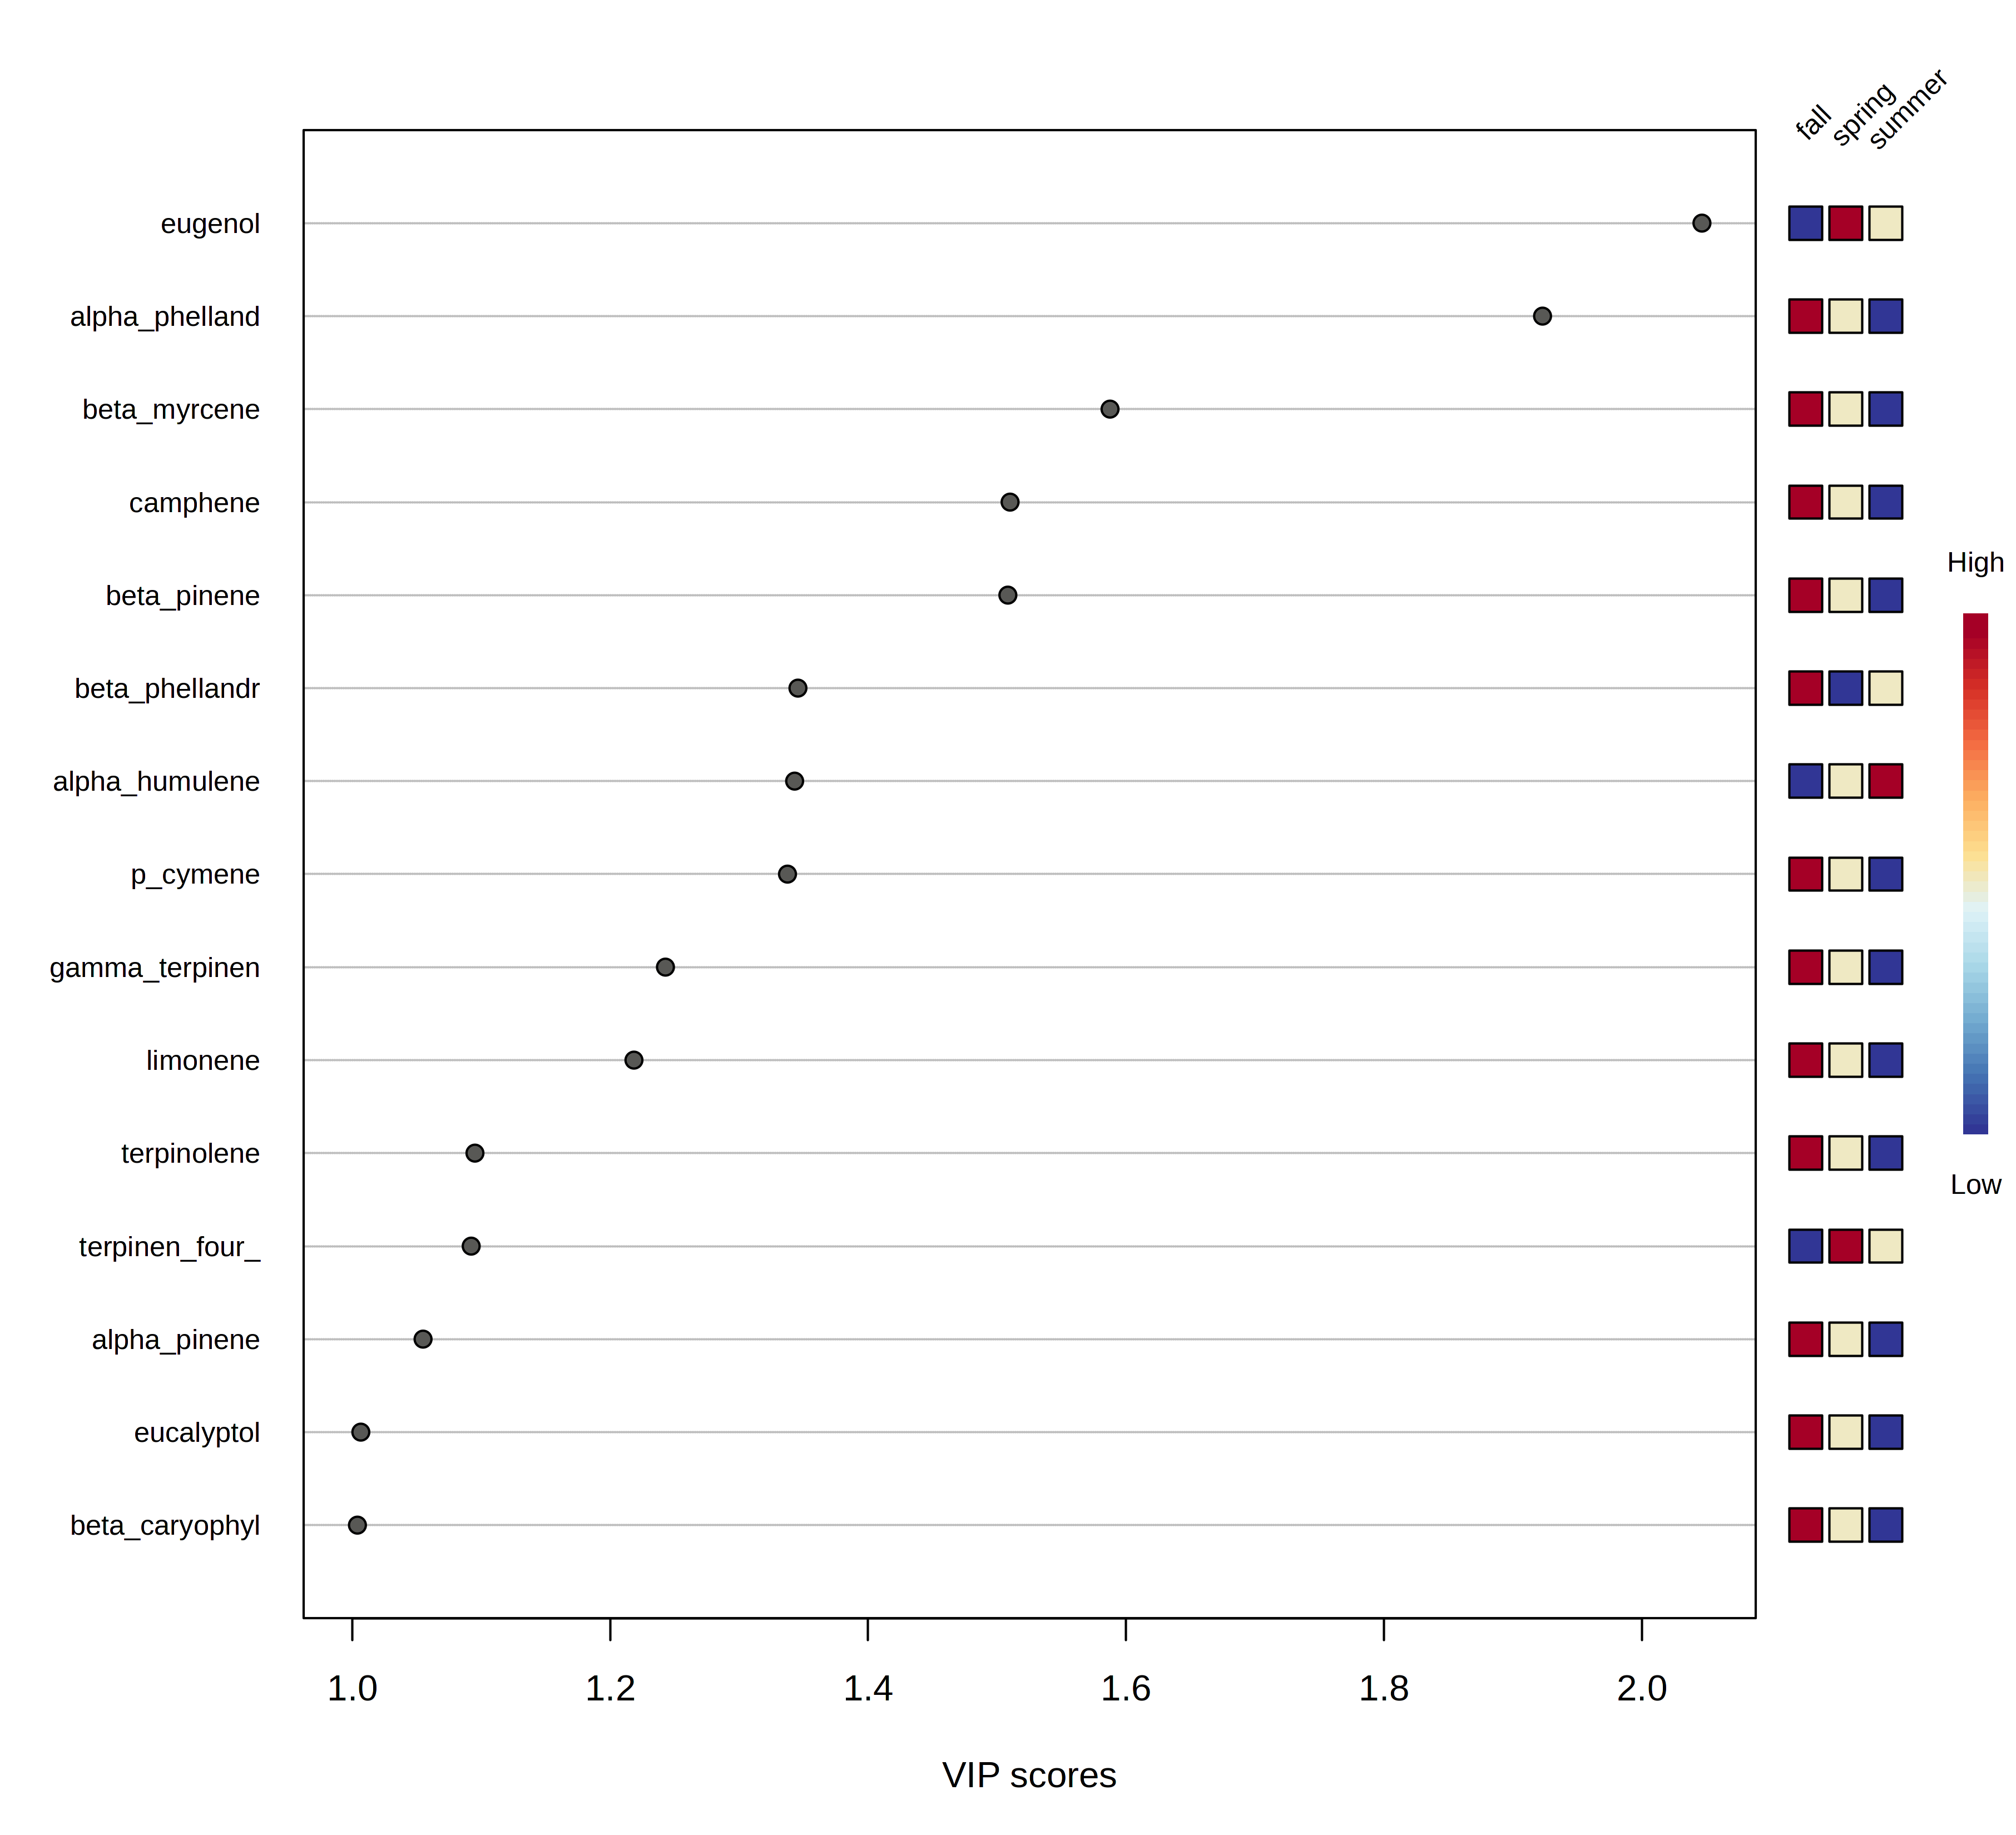 fall
spring
summer
eugenol
alpha_phelland
beta_myrcene
camphene
High
beta_pinene
beta_phellandr
alpha_humulene
p_cymene
gamma_terpinen
limonene
terpinolene
Low
terpinen_four_
alpha_pinene
eucalyptol
beta_caryophyl
1.0 1.2 1.4 1.6 1.8 2.0
VIP scores